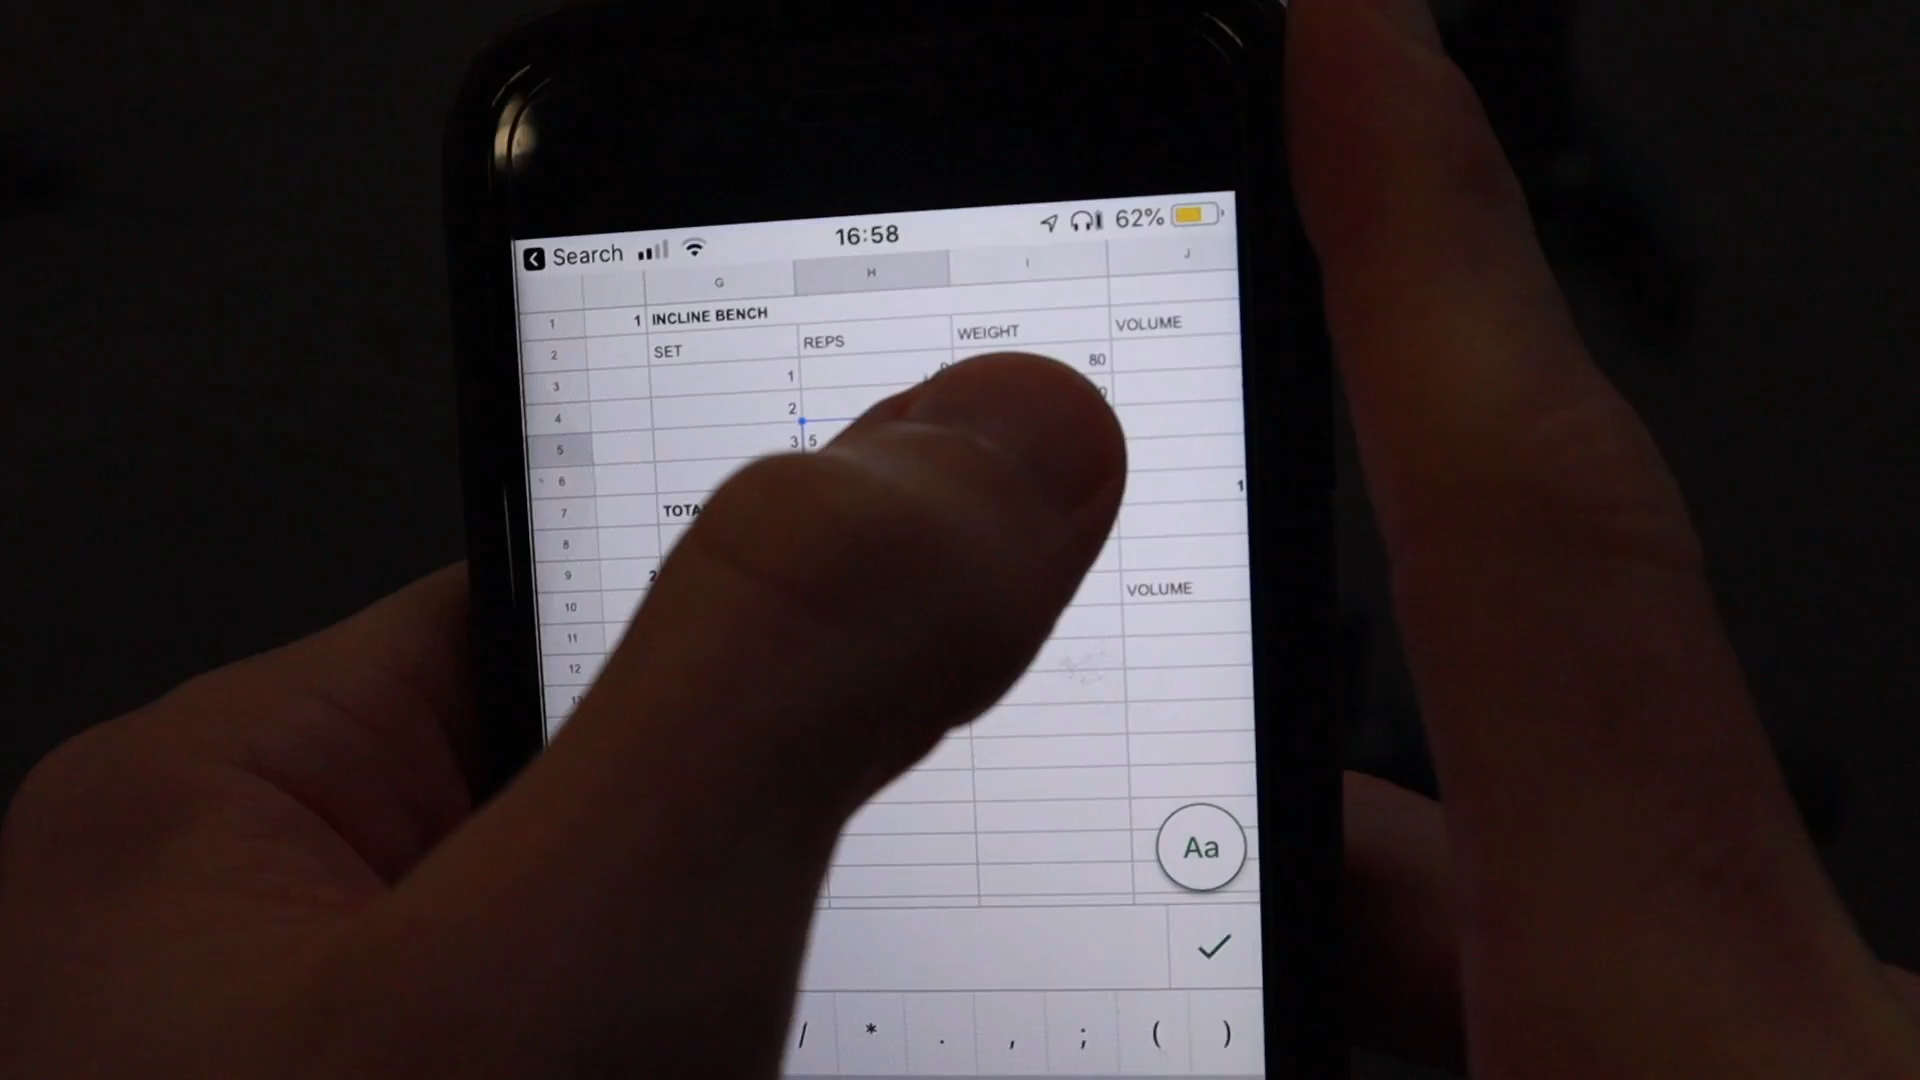 Search 16:58 62%
G H I J
1 1 INCLINE BENCH
2 SET REPS WEIGHT VOLUME
3 1 80
4 2
5 3 5
6 1
7
8
9 2
10 VOLUME
11
12
Aa
/ * . , ; ( )